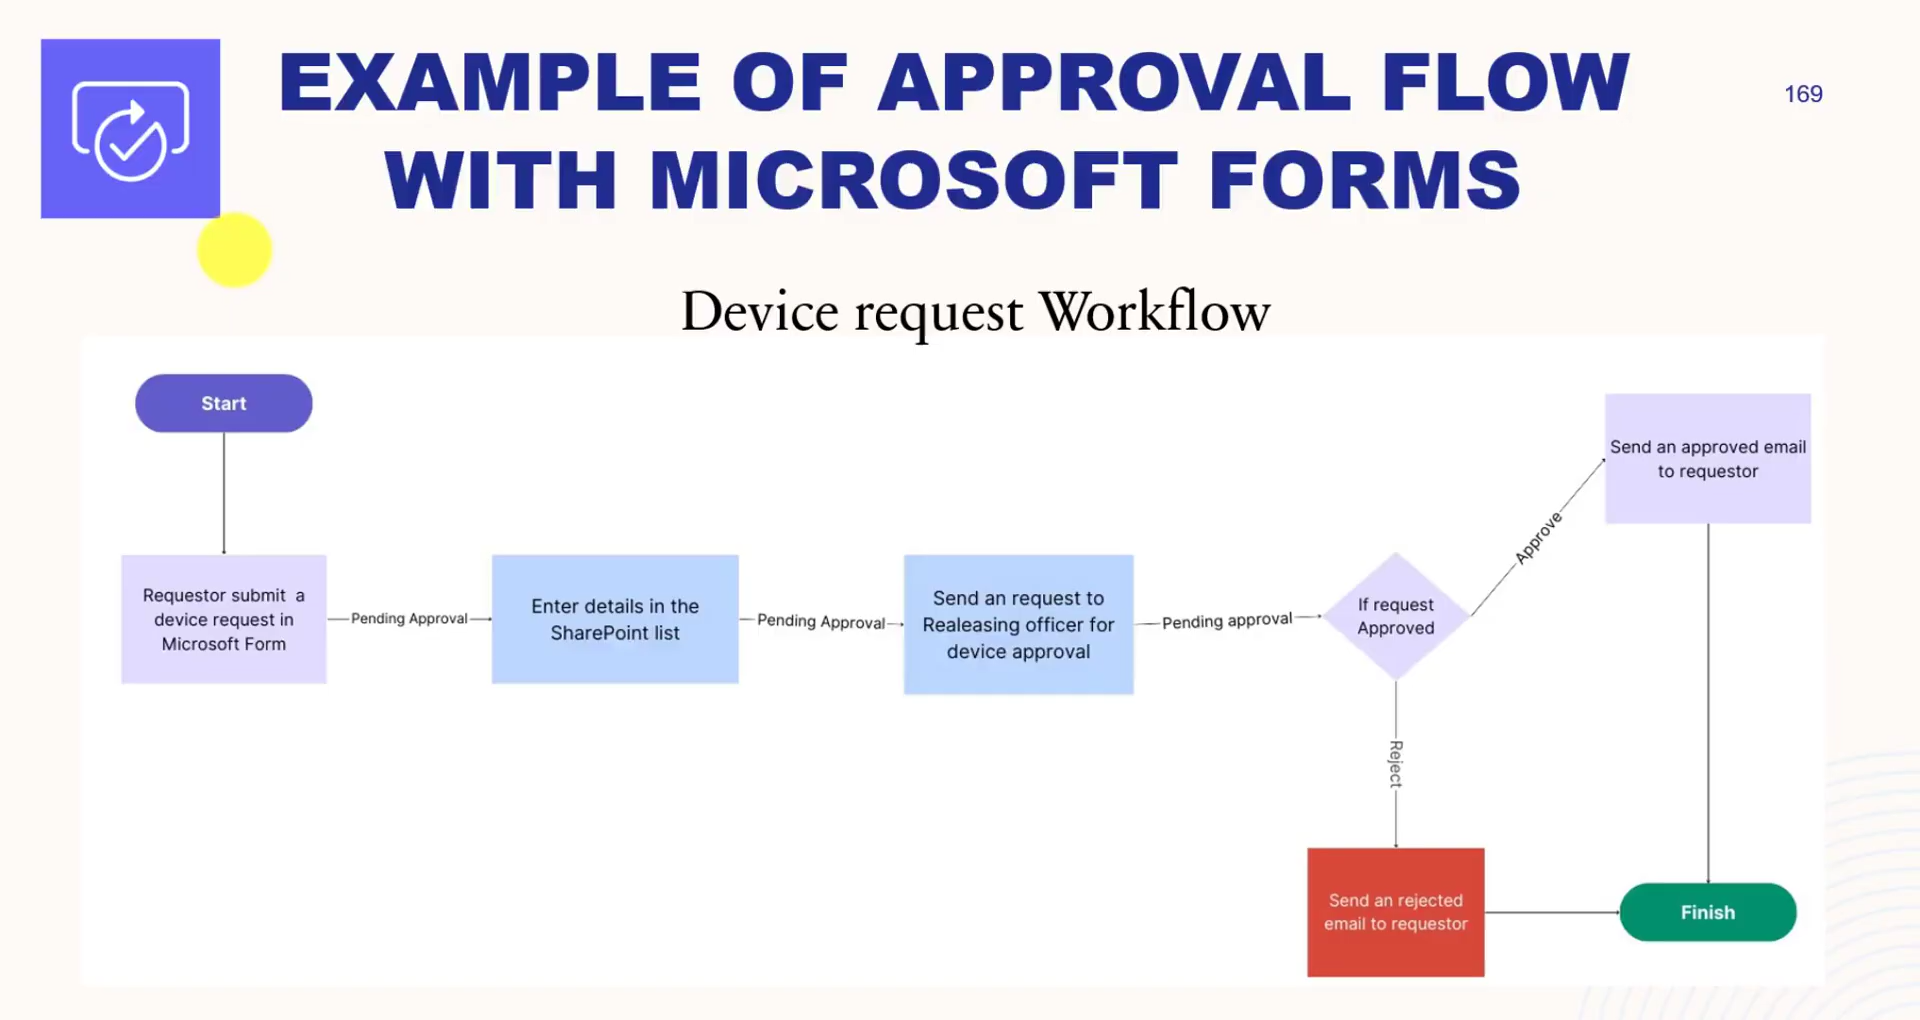 EXAMPLE OF APPROVAL FLOW
WITH MICROSOFT FORMS
169
Device request Workflow
Start
Requestor submit a
device request in
Microsoft Form
Pending Approval
Enter details in the
SharePoint list
Pending Approval
Send an request to
Realeasing officer for
device approval
Pending approval
If request
Approved
Approve
Send an approved email
to requestor
Reject
Send an rejected
email to requestor
Finish